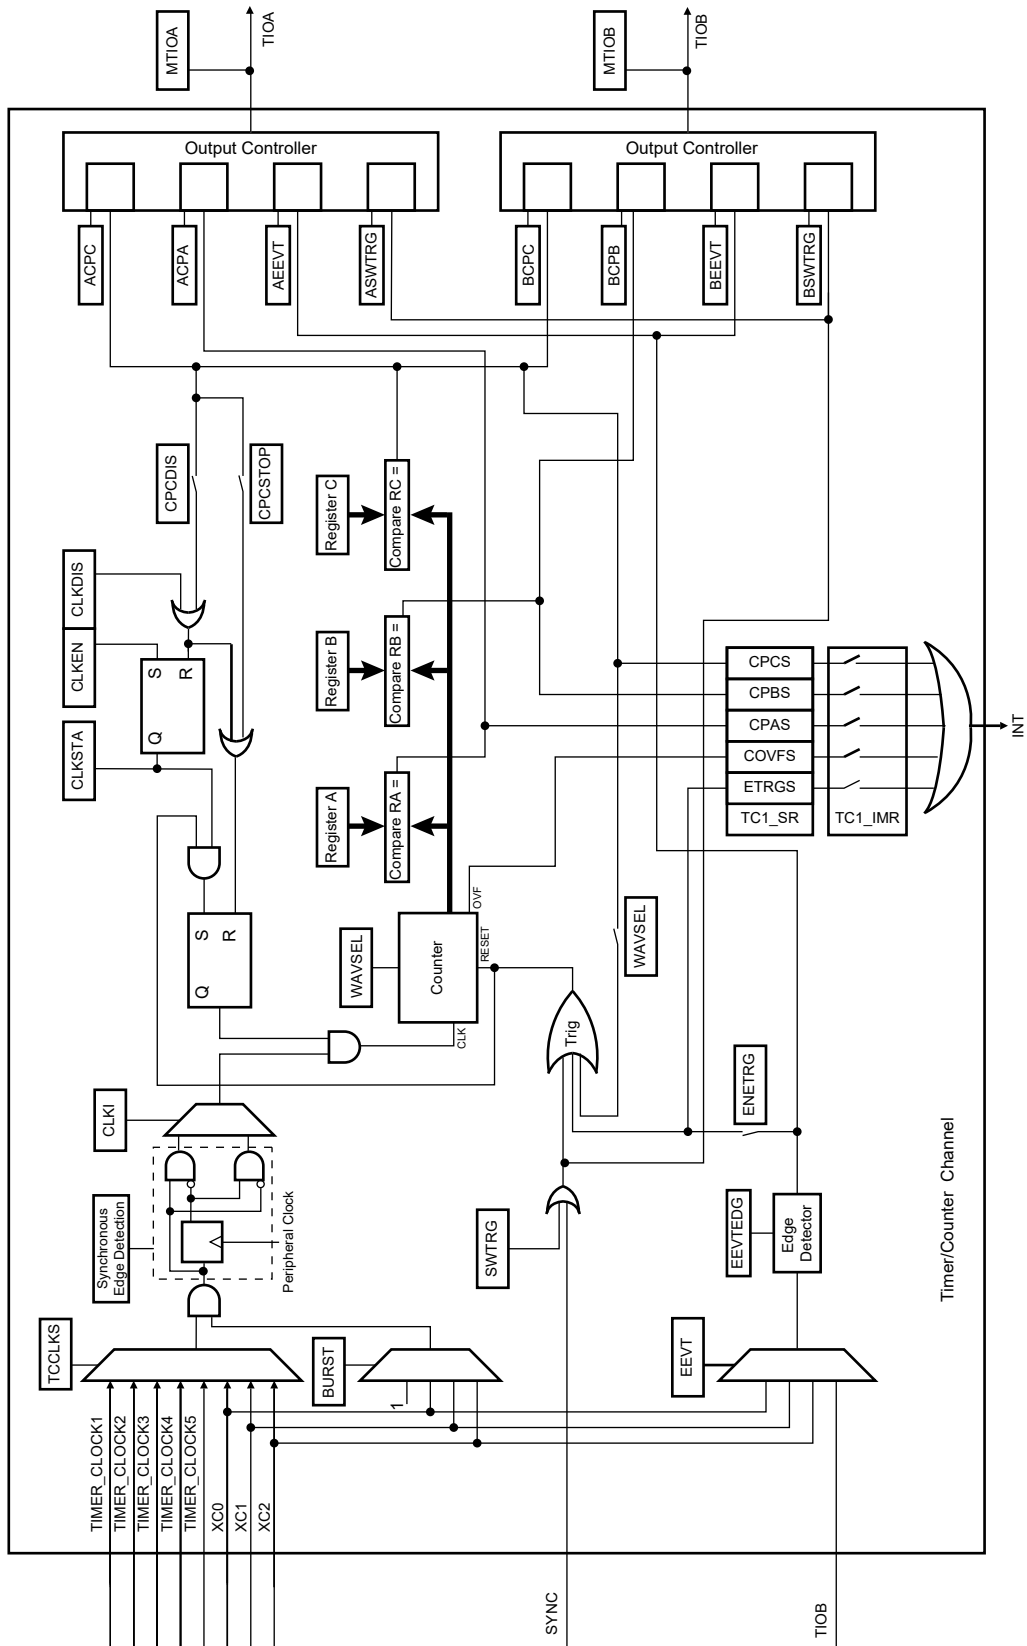 MTIOA
TIOA
MTIOB
TIOB
Output Controller
Output Controller
ACPC
ACPA
AEEVT
ASWTRG
BCPC
BCPB
BEEVT
BSWTRG
CPCDIS
CPCSTOP
CLKDIS
CLKEN
CLKSTA
S
R
Q
Register C
Compare RC =
Register B
Compare RB =
Register A
Compare RA =
CPCS
CPBS
CPAS
COVFS
ETRGS
TC1_SR
TC1_IMR
INT
S
R
Q
WAVSEL
Counter
OVF
RESET
CLK
WAVSEL
Trig
CLKI
ENETRG
Synchronous
Edge Detection
Peripheral Clock
SWTRG
EEVTEDG
Edge
Detector
Timer/Counter Channel
TCCLKS
BURST
1
EEVT
TIMER_CLOCK1
TIMER_CLOCK2
TIMER_CLOCK3
TIMER_CLOCK4
TIMER_CLOCK5
XC0
XC1
XC2
SYNC
TIOB